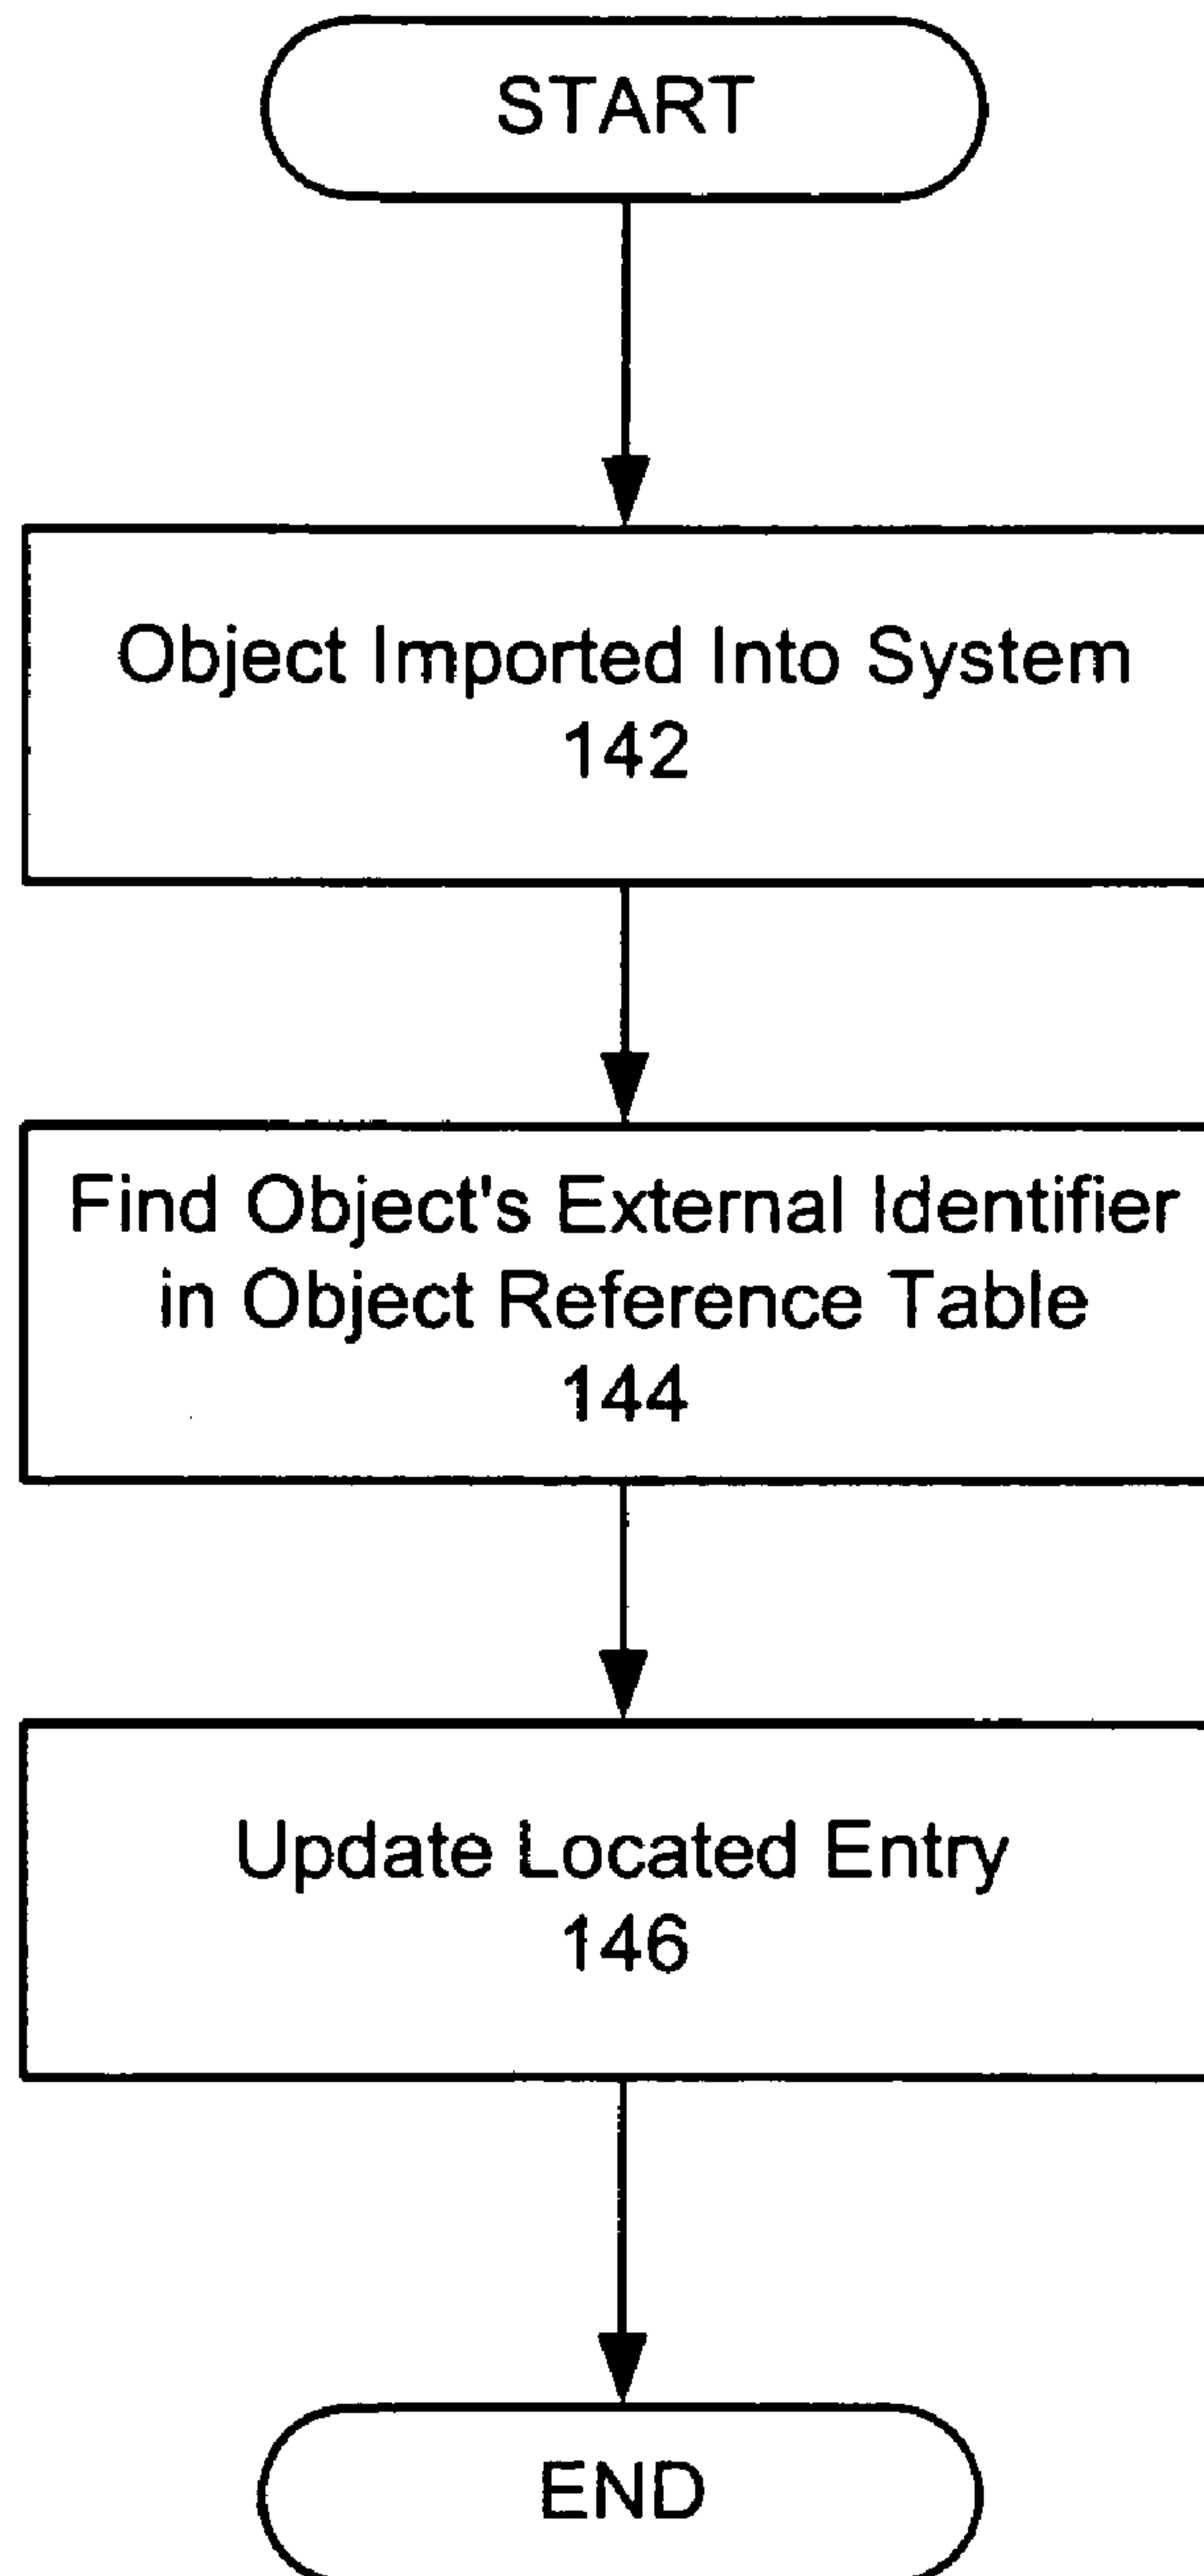 START
Object Imported Into System
142
Find Object's External Identifier
in Object Reference Table
144
Update Located Entry
146
END